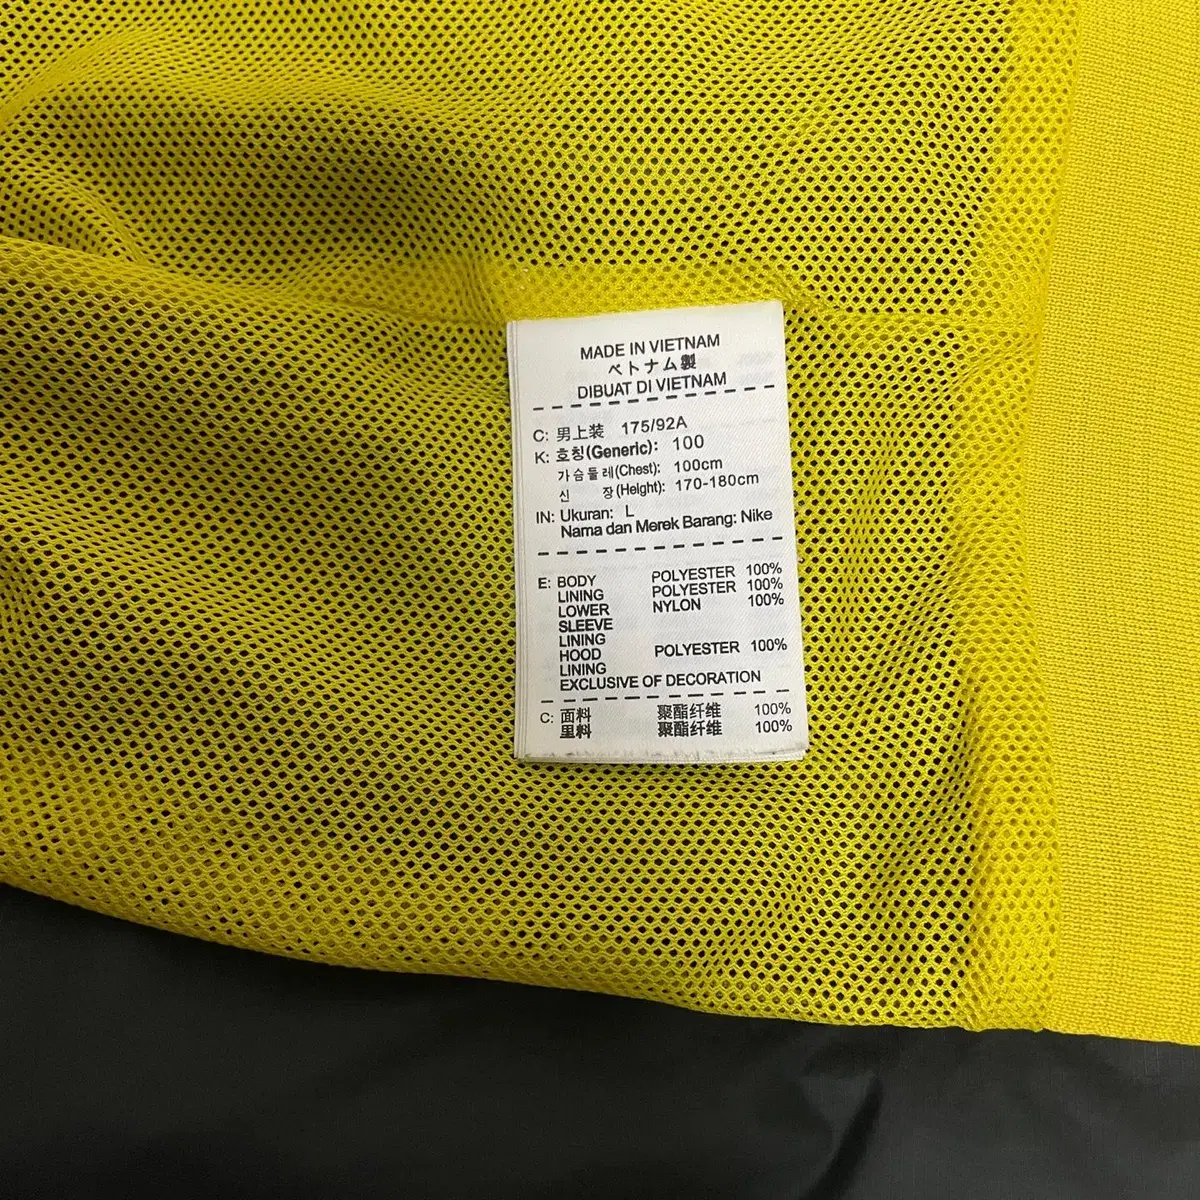 MADE IN VIETNAM
ベトナム製
DIBUAT DI VIETNAM
C: 男上装 175/92A
K: 호칭(Generic): 100
가슴둘레(Chest): 100cm
신 장(Height): 170-180cm
IN: Ukuran: L
Nama dan Merek Barang: Nike
E: BODY POLYESTER 100%
LINING POLYESTER 100%
LOWER NYLON 100%
SLEEVE
LINING
HOOD POLYESTER 100%
LINING
EXCLUSIVE OF DECORATION
C: 面料 聚酯纤维 100%
里料 聚酯纤维 100%